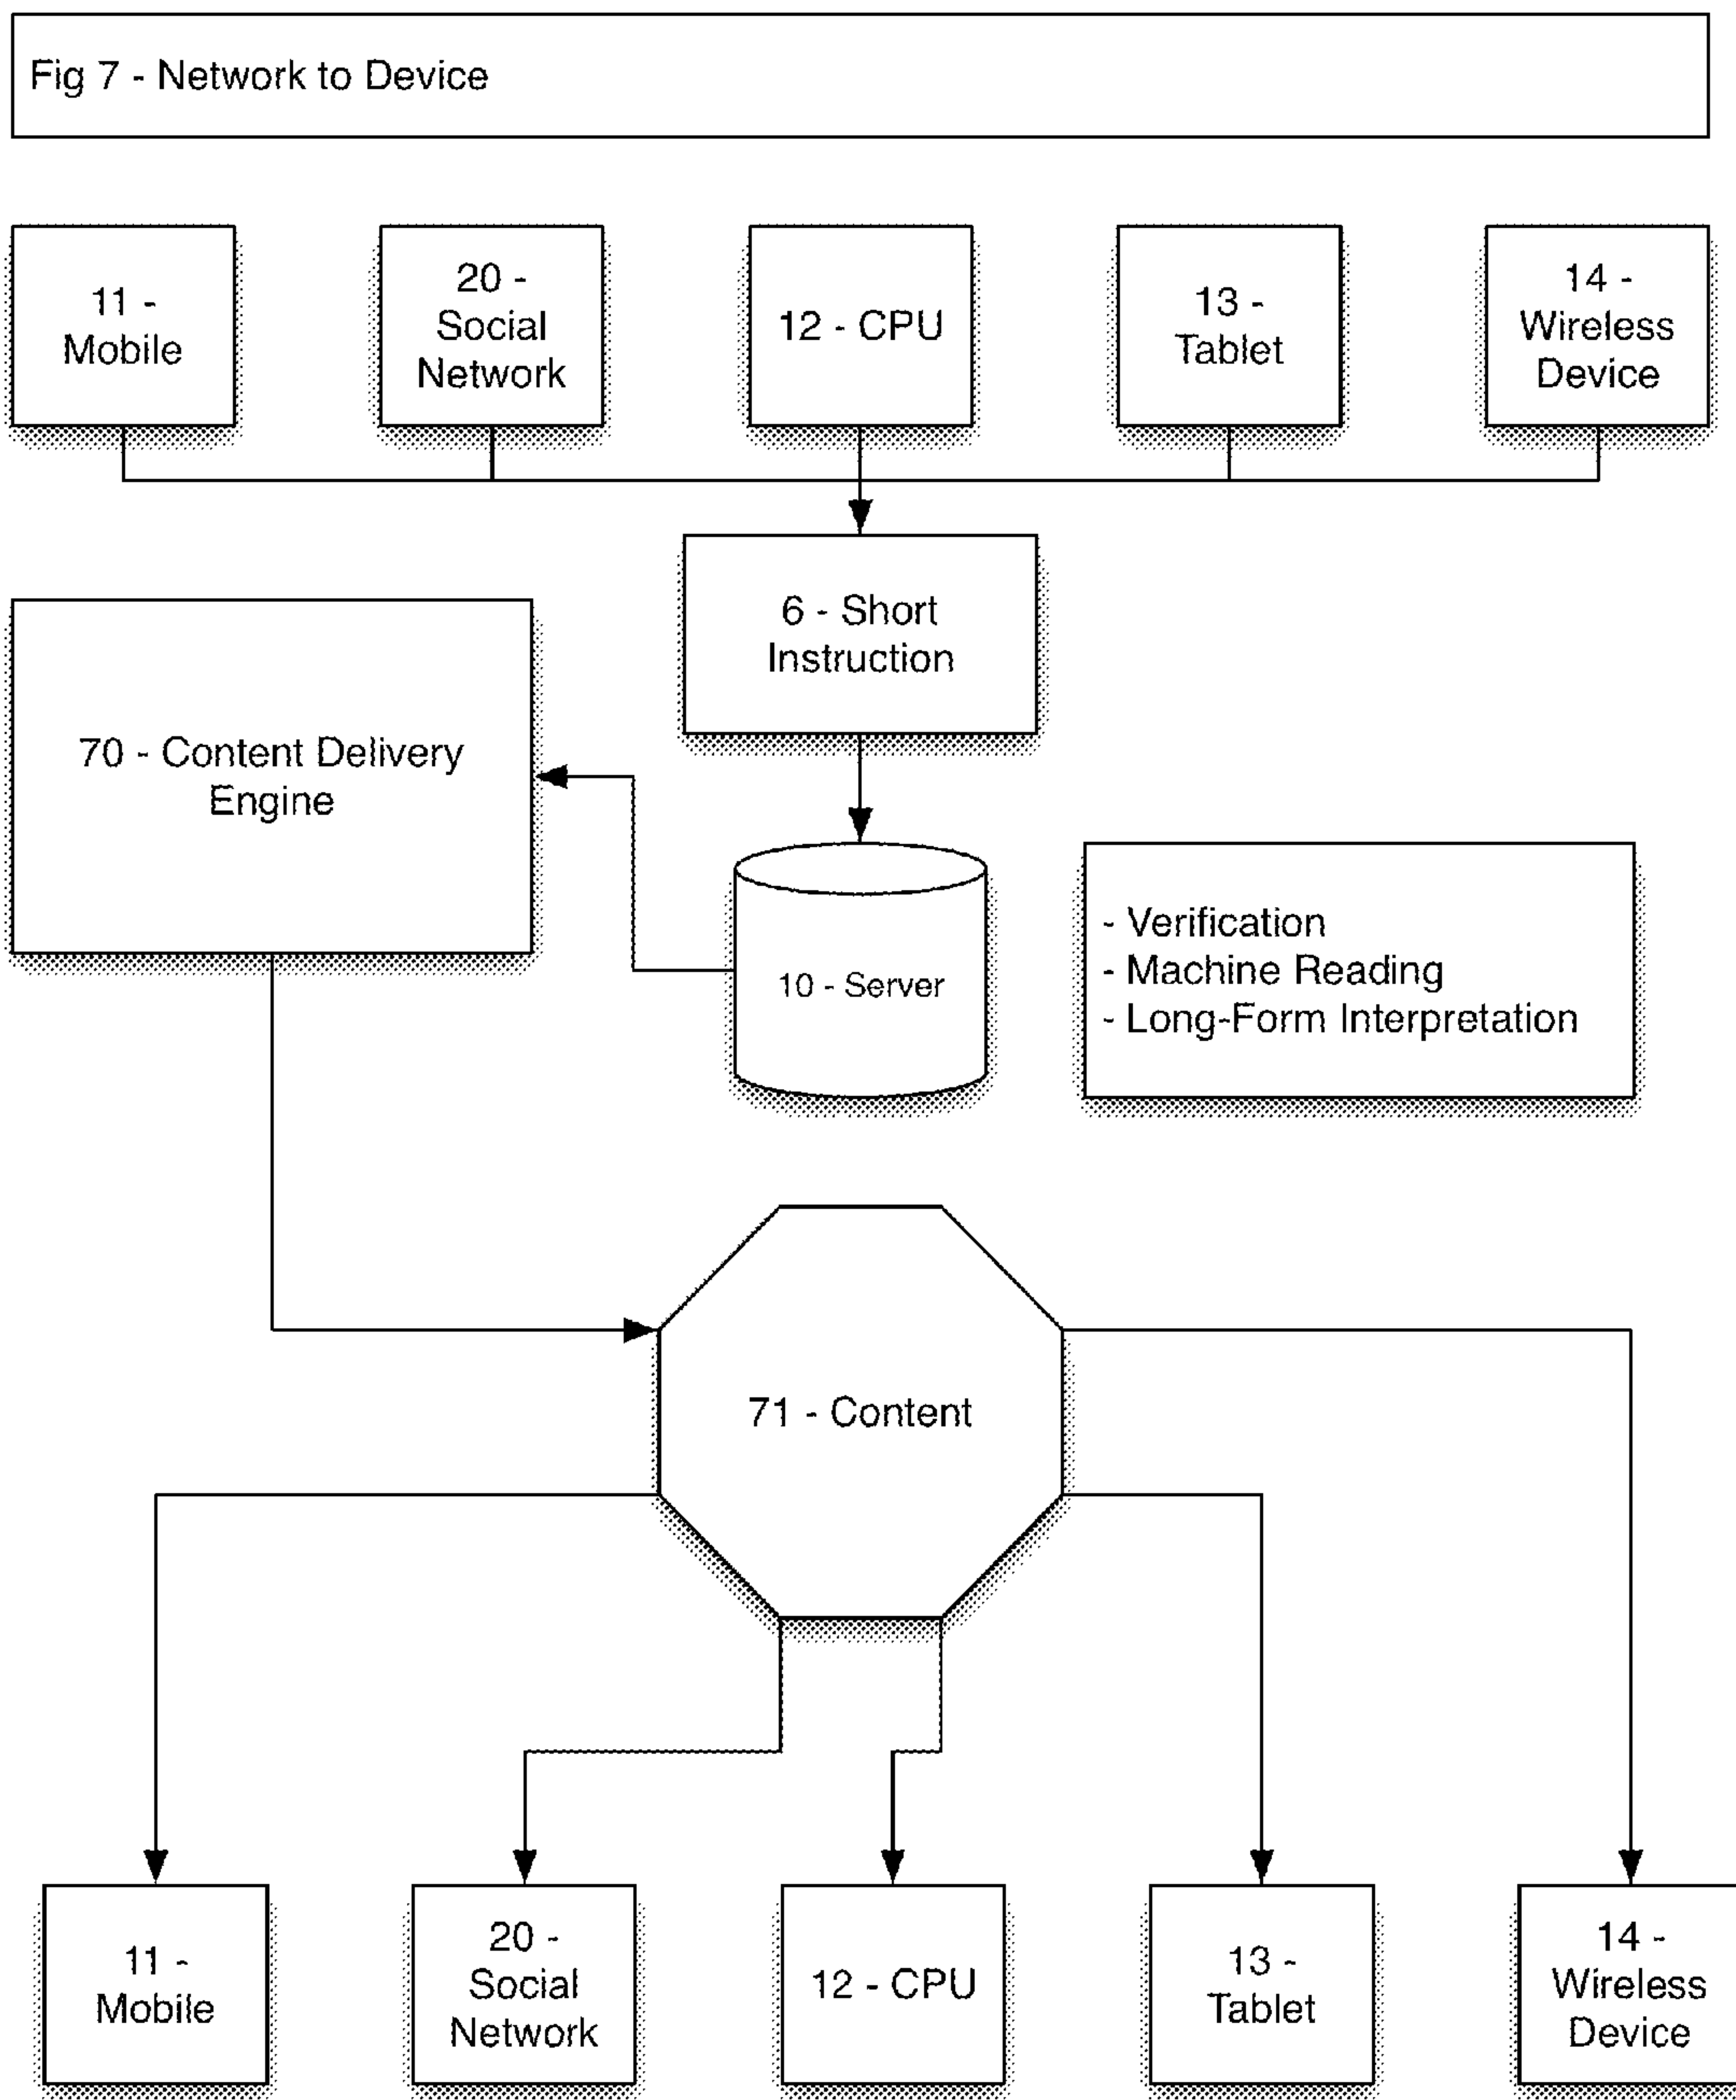 Fig 7 - Network to Device
11 -
Mobile
20 -
Social
Network
12 - CPU
13 -
Tablet
14 -
Wireless
Device
6 - Short
Instruction
70 - Content Delivery
Engine
10 - Server
- Verification
- Machine Reading
- Long-Form Interpretation
71 - Content
11 -
Mobile
20 -
Social
Network
12 - CPU
13 -
Tablet
14 -
Wireless
Device